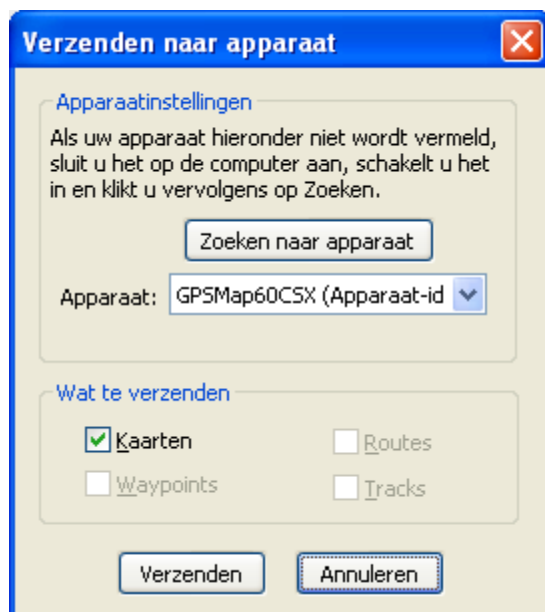 Verzenden naar apparaat
Apparaatinstellingen
Als uw apparaat hieronder niet wordt vermeld,
sluit u het op de computer aan, schakelt u het
in en klikt u vervolgens op Zoeken.
Zoeken naar apparaat
Apparaat: GPSMap60CSX (Apparaat-id
Wat te verzenden
Kaarten
Routes
Waypoints
Tracks
Verzenden
Annuleren